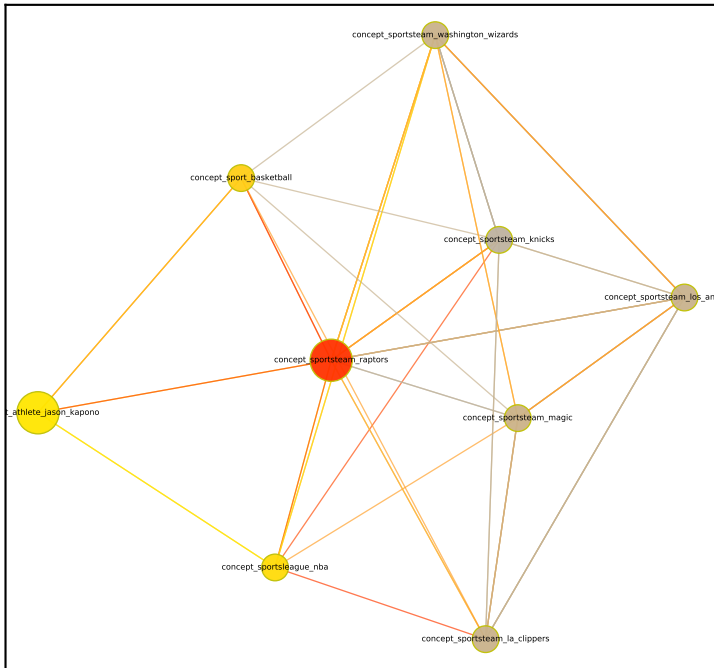 concept_sportsteam_washington_wizards
concept_sport_basketball
concept_sportsteam_knicks
concept_sportsteam_los_an
concept_sportsteam_raptors
t_athlete_jason_kapono
concept_sportsteam_magic
concept_sportsleague_nba
concept_sportsteam_la_clippers